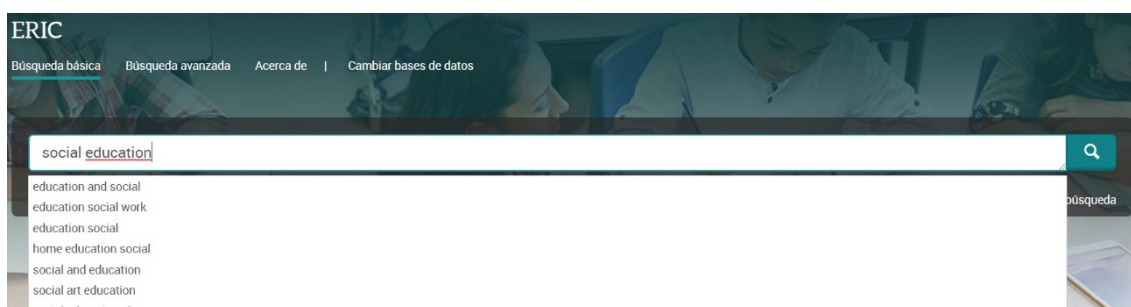 ERIC
Búsqueda básica Búsqueda avanzada Acerca de | Cambiar bases de datos
social education
education and social
búsqueda
education social work
education social
home education social
social and education
social art education